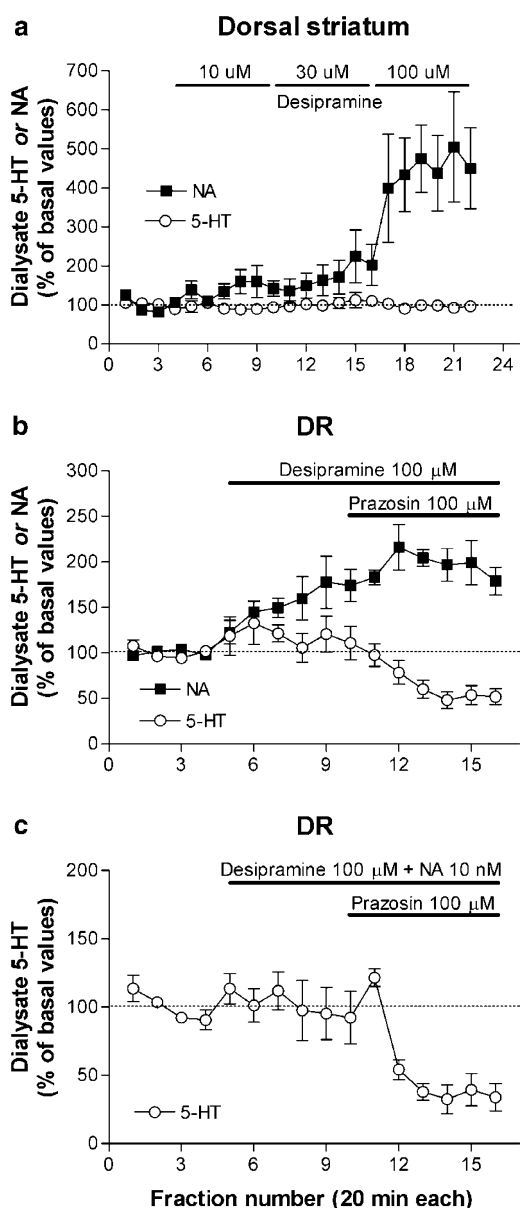 a
Dorsal striatum
10 uM
30 uM
100 uM
Desipramine
Dialysate 5-HT or NA
(% of basal values)
700
600
500
400
300
200
100
0
NA
5-HT
0
3
6
9
12
15
18
21
24
b
DR
Desipramine 100 μM
Prazosin 100 μM
Dialysate 5-HT or NA
(% of basal values)
300
250
200
150
100
50
0
NA
5-HT
0
3
6
9
12
15
c
DR
Desipramine 100 μM + NA 10 nM
Prazosin 100 μM
Dialysate 5-HT
(% of basal values)
200
150
100
50
0
5-HT
0
3
6
9
12
15
Fraction number (20 min each)